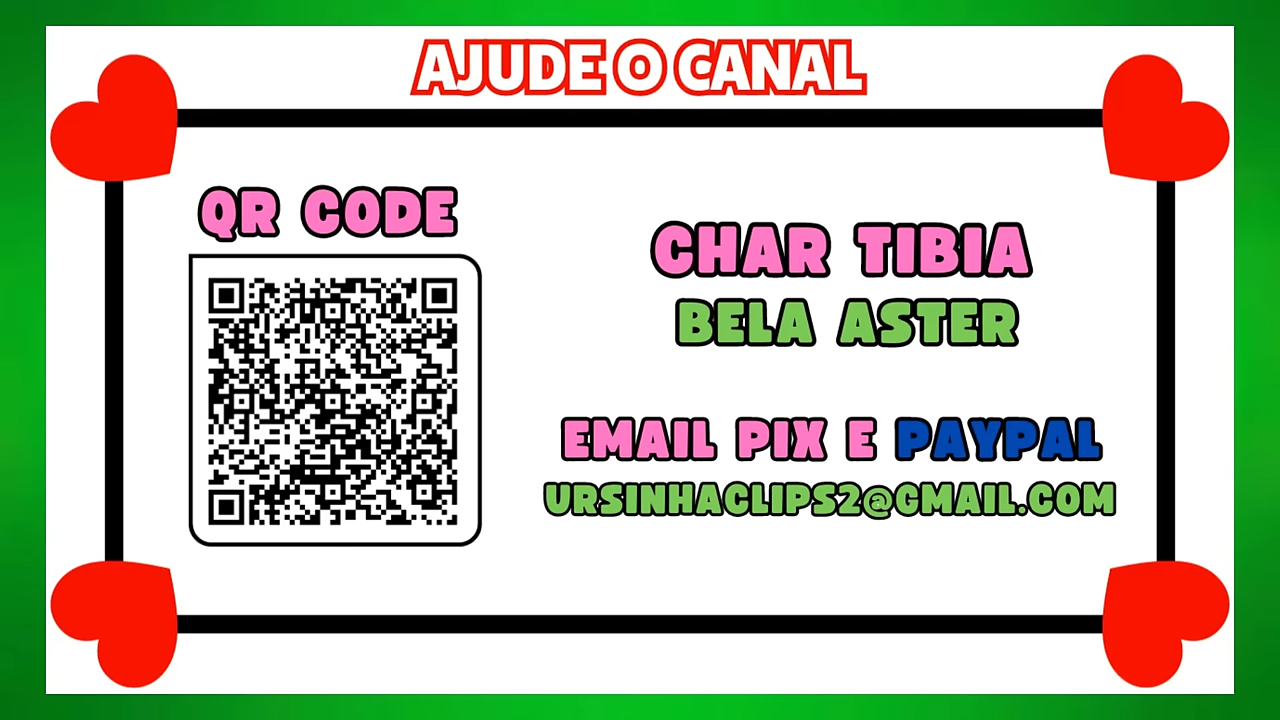 AJUDE O CANAL
QR CODE
CHAR TIBIA
BELA ASTER
EMAIL PIX E PAYPAL
URSINHACLIPS2@GMAIL.COM